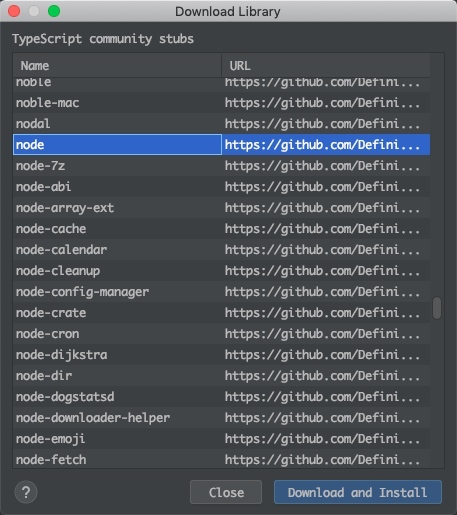 Download Library
TypeScript community stubs
Name URL
noble https://github.com/Defini...
noble-mac https://github.com/Defini...
nodal https://github.com/Defini...
node https://github.com/Defini...
node-7z https://github.com/Defini...
node-abi https://github.com/Defini...
node-array-ext https://github.com/Defini...
node-cache https://github.com/Defini...
node-calendar https://github.com/Defini...
node-cleanup https://github.com/Defini...
node-config-manager https://github.com/Defini...
node-crate https://github.com/Defini...
node-cron https://github.com/Defini...
node-dijkstra https://github.com/Defini...
node-dir https://github.com/Defini...
node-dogstatsd https://github.com/Defini...
node-downloader-helper https://github.com/Defini...
node-emoji https://github.com/Defini...
node-fetch https://github.com/Defini...
? Close Download and Install